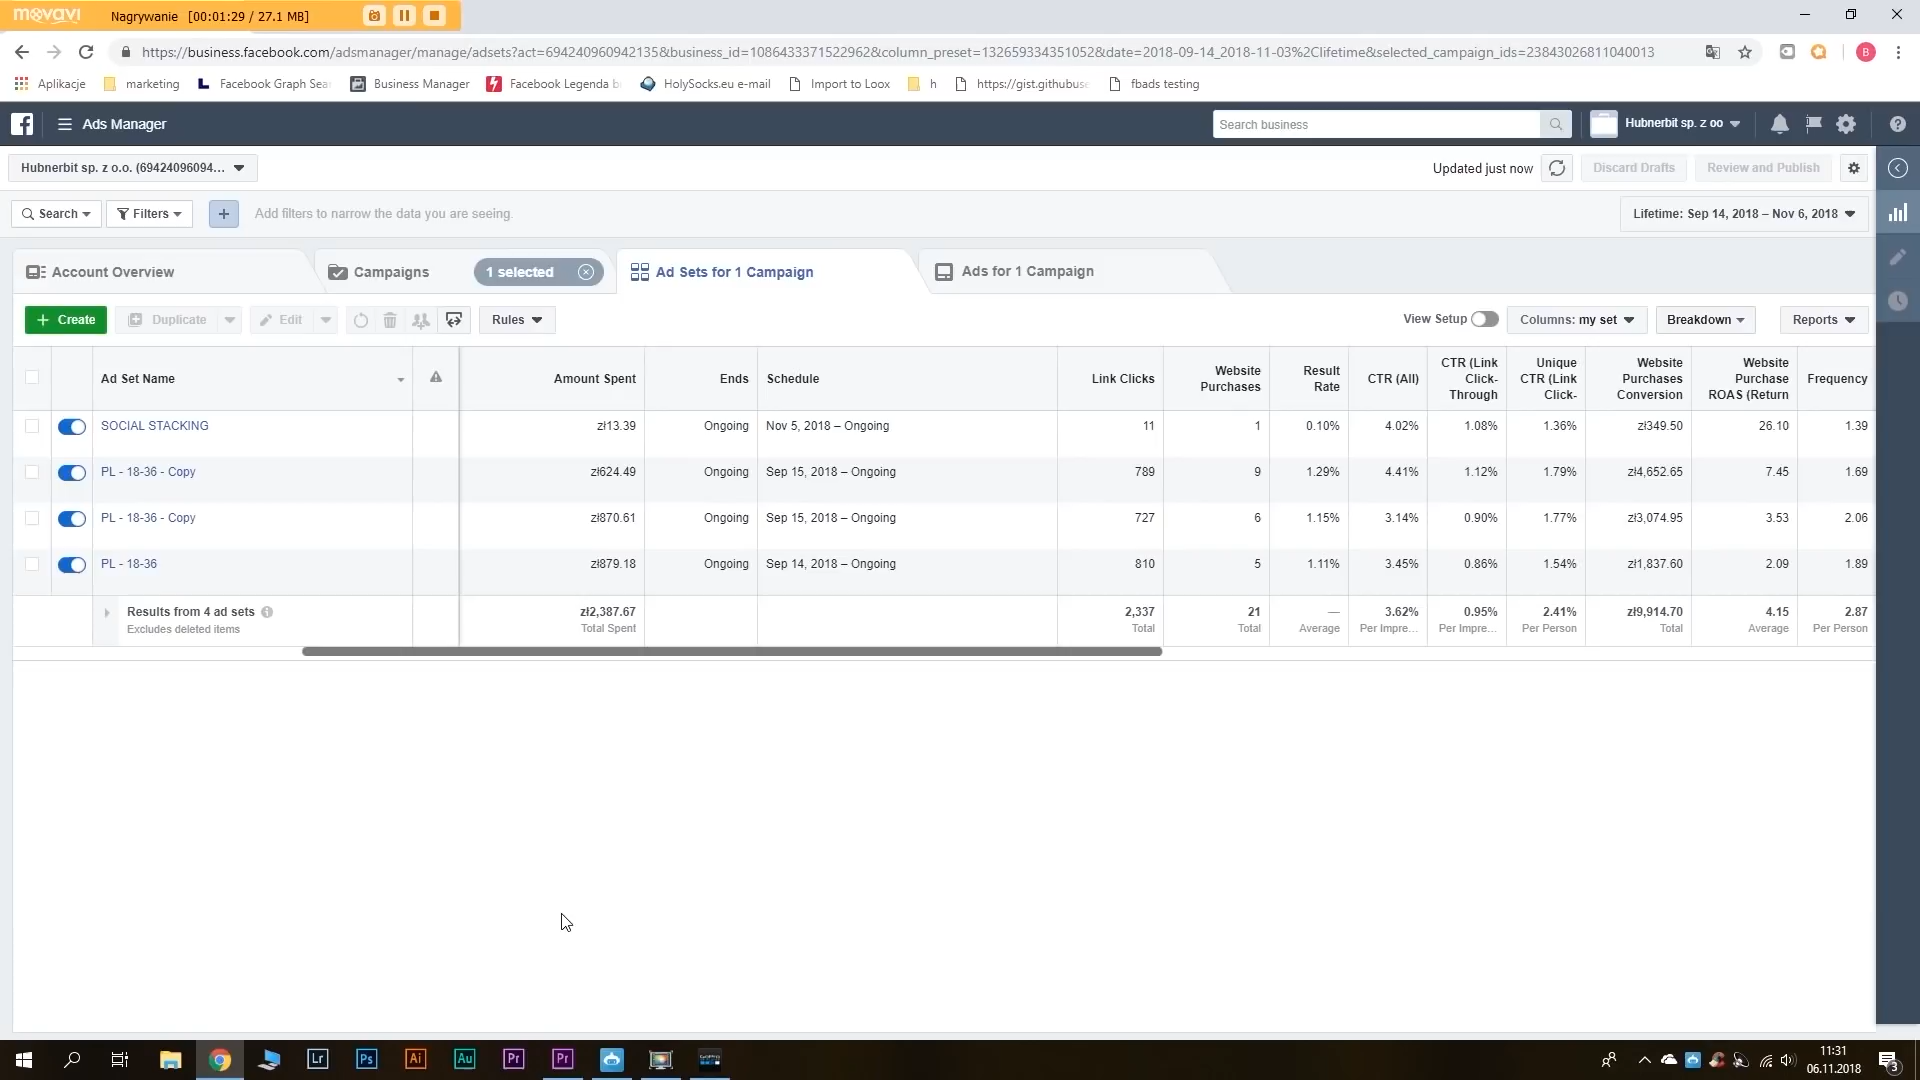 movavi Nagrywanie [00:01:29 / 27.1 MB]
https://business.facebook.com/adsmanager/manage/adsets?act=694240960942135&business_id=1086433371522962&column_preset=132659334351052&date=2018-09-14_2018-11-03%2Clifetime&selected_campaign_ids=23843026811040013
B
Aplikacje marketing Facebook Graph Sear Business Manager Facebook Legenda b HolySocks.eu e-mail Import to Loox h https://gist.githubuse fbads testing
Ads Manager Search business Hubnerbit sp. z oo
Hubnerbit sp. z o.o. (69424096094... Updated just now Discard Drafts Review and Publish
Search Filters Add filters to narrow the data you are seeing. Lifetime: Sep 14, 2018 – Nov 6, 2018
Account Overview Campaigns 1 selected Ad Sets for 1 Campaign Ads for 1 Campaign
+ Create Duplicate Edit Rules View Setup Columns: my set Breakdown Reports
Ad Set Name Amount Spent Ends Schedule Link Clicks Website Purchases Result Rate CTR (All) CTR (Link Click-Through Unique CTR (Link Click- Website Purchases Conversion Website Purchase ROAS (Return Frequency
SOCIAL STACKING zł13.39 Ongoing Nov 5, 2018 – Ongoing 11 1 0.10% 4.02% 1.08% 1.36% zł349.50 26.10 1.39
PL - 18-36 - Copy zł624.49 Ongoing Sep 15, 2018 – Ongoing 789 9 1.29% 4.41% 1.12% 1.79% zł4,652.65 7.45 1.69
PL - 18-36 - Copy zł870.61 Ongoing Sep 15, 2018 – Ongoing 727 6 1.15% 3.14% 0.90% 1.77% zł3,074.95 3.53 2.06
PL - 18-36 zł879.18 Ongoing Sep 14, 2018 – Ongoing 810 5 1.11% 3.45% 0.86% 1.54% zł1,837.60 2.09 1.89
Results from 4 ad sets zł2,387.67 2,337 21 — 3.62% 0.95% 2.41% zł9,914.70 4.15 2.87
Excludes deleted items Total Spent Total Total Average Per Impre... Per Impre... Per Person Total Average Per Person
Lr Ps Ai Au Pr Pr
11:31
06.11.2018
3